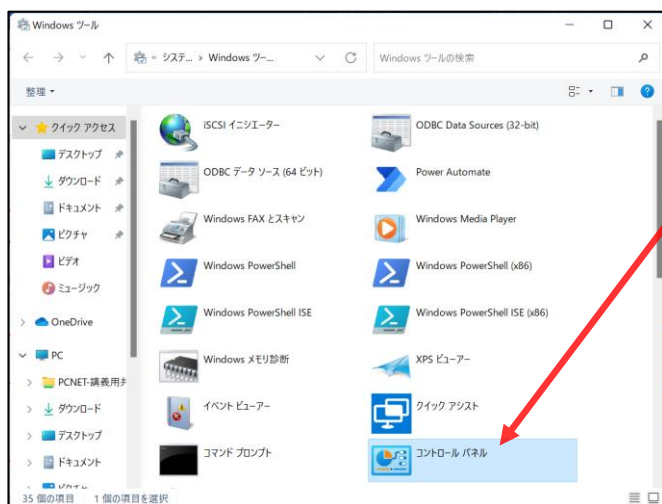 Windows ツール
« システ... › Windows ツー...
Windows ツールの検索
整理
クイック アクセス
デスクトップ
ダウンロード
ドキュメント
ピクチャ
ビデオ
ミュージック
OneDrive
PC
PCNET-講義用共
ダウンロード
デスクトップ
ドキュメント
iSCSI イニシエーター
ODBC Data Sources (32-bit)
ODBC データ ソース (64 ビット)
Power Automate
Windows FAX とスキャン
Windows Media Player
Windows PowerShell
Windows PowerShell (x86)
Windows PowerShell ISE
Windows PowerShell ISE (x86)
Windows メモリ診断
XPS ビューアー
イベント ビューアー
クイック アシスト
コマンド プロンプト
コントロール パネル
35 個の項目 1 個の項目を選択